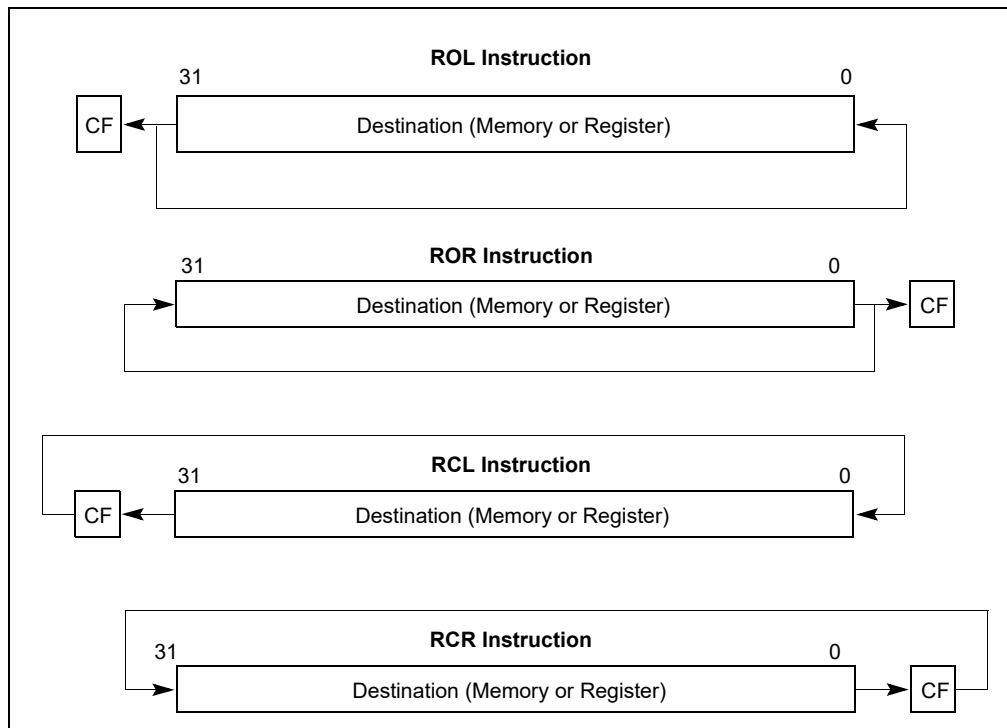 ROL Instruction
31 0
CF Destination (Memory or Register)
ROR Instruction
31 0
Destination (Memory or Register) CF
RCL Instruction
31 0
CF Destination (Memory or Register)
RCR Instruction
31 0
Destination (Memory or Register) CF